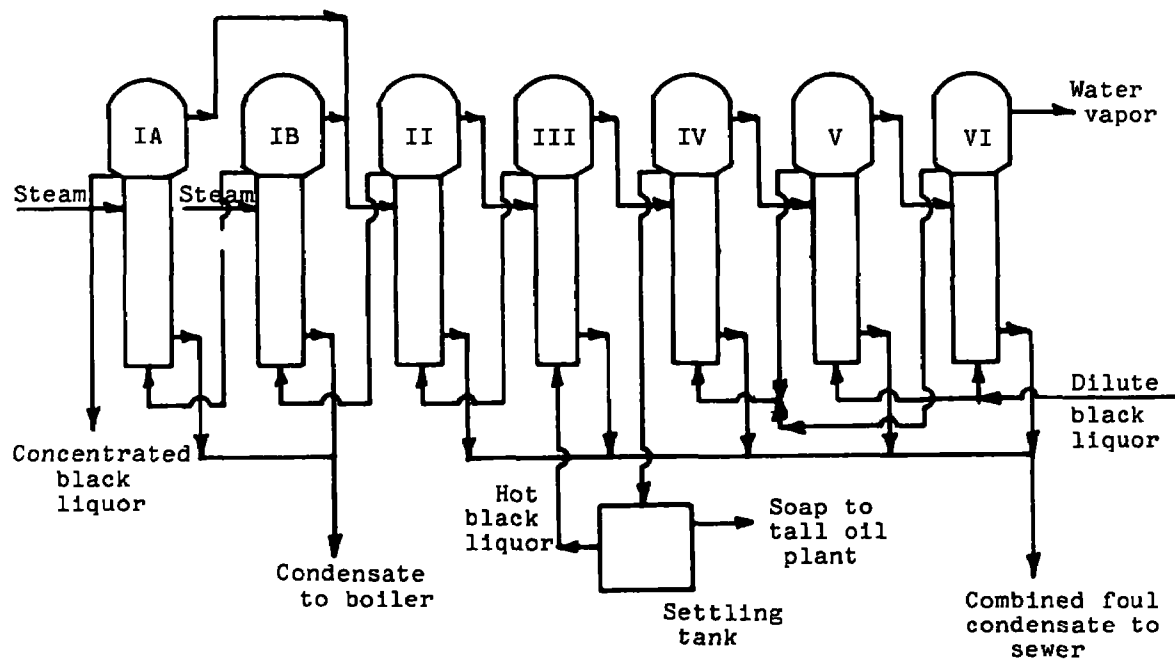 IA
IB
II
III
IV
V
VI
Water
vapor
Steam
Steam
Dilute
black
liquor
Concentrated
black
liquor
Hot
black
liquor
Soap to
tall oil
plant
Condensate
to boiler
Settling
tank
Combined foul
condensate to
sewer